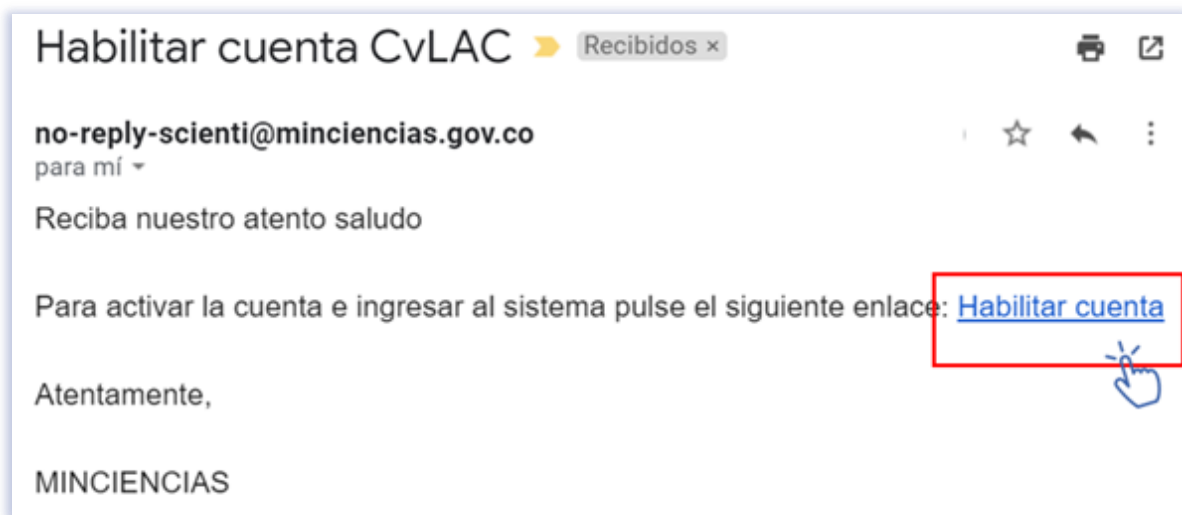 Habilitar cuenta CvLAC Recibidos ×
no-reply-scienti@minciencias.gov.co
para mí
Reciba nuestro atento saludo
Para activar la cuenta e ingresar al sistema pulse el siguiente enlace: Habilitar cuenta
Atentamente,
MINCIENCIAS